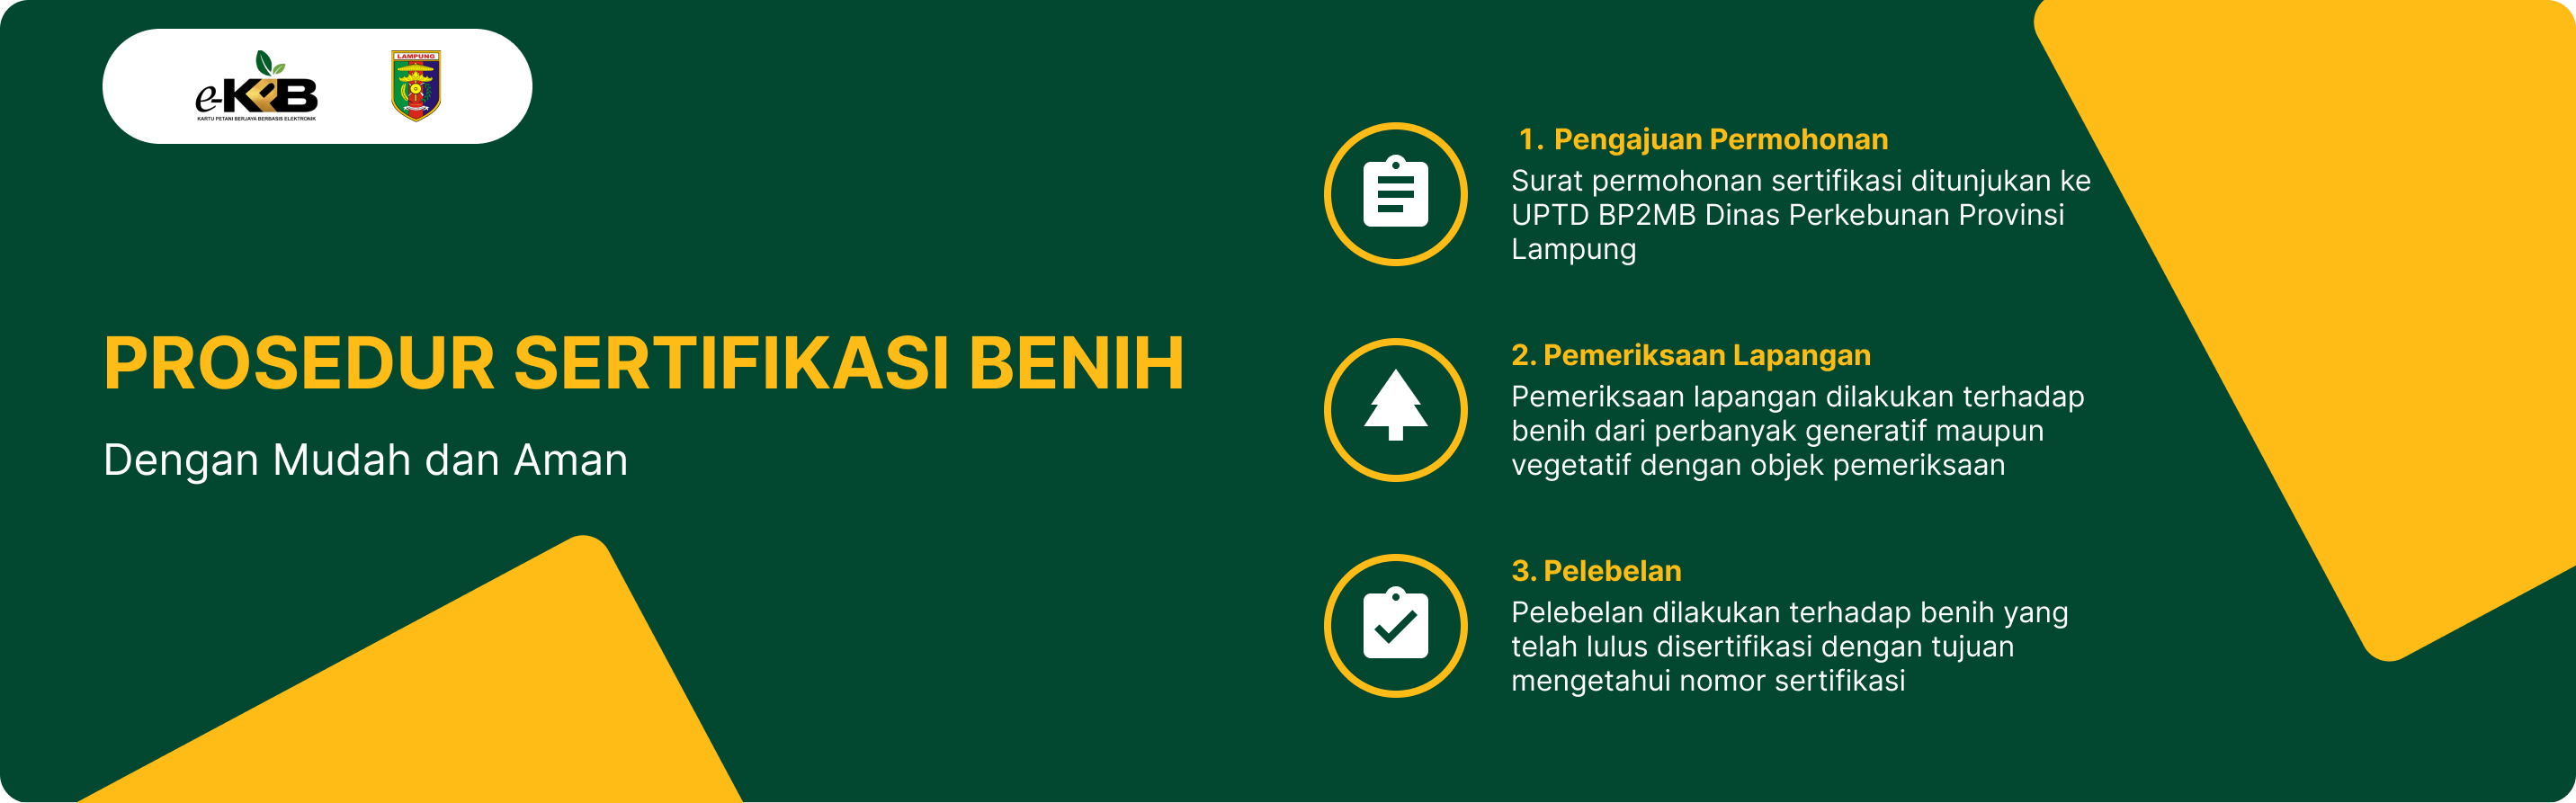 e-KPB
KARTU PETANI BERJAYA BERBASIS ELEKTRONIK
LAMPUNG
PROSEDUR SERTIFIKASI BENIH
Dengan Mudah dan Aman
1. Pengajuan Permohonan
Surat permohonan sertifikasi ditunjukan ke
UPTD BP2MB Dinas Perkebunan Provinsi
Lampung
2. Pemeriksaan Lapangan
Pemeriksaan lapangan dilakukan terhadap
benih dari perbanyak generatif maupun
vegetatif dengan objek pemeriksaan
3. Pelebelan
Pelebelan dilakukan terhadap benih yang
telah lulus disertifikasi dengan tujuan
mengetahui nomor sertifikasi